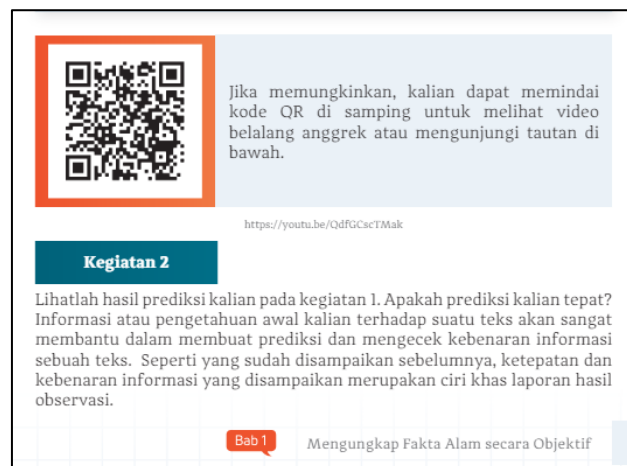 Jika memungkinkan, kalian dapat memindai
kode QR di samping untuk melihat video
belalang anggrek atau mengunjungi tautan di
bawah.
https://youtu.be/QdfGCscTMak
Kegiatan 2
Lihatlah hasil prediksi kalian pada kegiatan 1. Apakah prediksi kalian tepat?
Informasi atau pengetahuan awal kalian terhadap suatu teks akan sangat
membantu dalam membuat prediksi dan mengecek kebenaran informasi
sebuah teks. Seperti yang sudah disampaikan sebelumnya, ketepatan dan
kebenaran informasi yang disampaikan merupakan ciri khas laporan hasil
observasi.
Bab 1 Mengungkap Fakta Alam secara Objektif